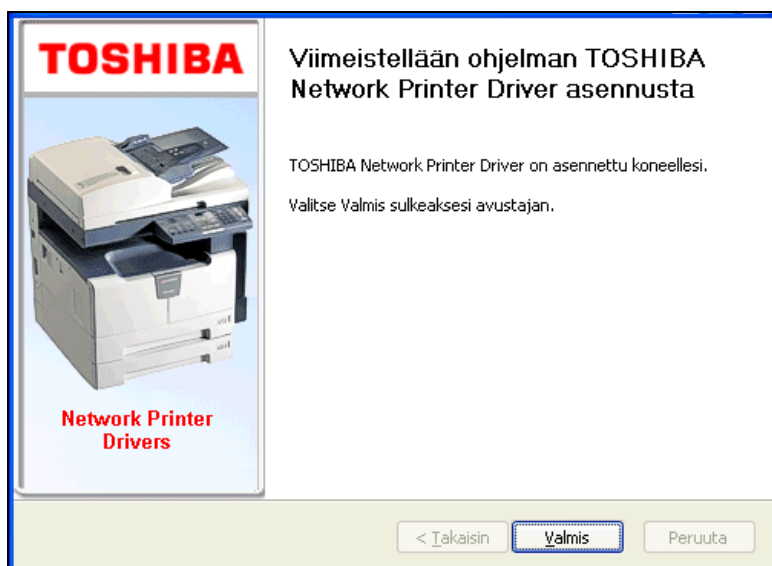 TOSHIBA
Network Printer
Drivers
Viimeistellään ohjelman TOSHIBA
Network Printer Driver asennusta
TOSHIBA Network Printer Driver on asennettu koneellesi.
Valitse Valmis sulkeaksesi avustajan.
< Takaisin
Valmis
Peruuta